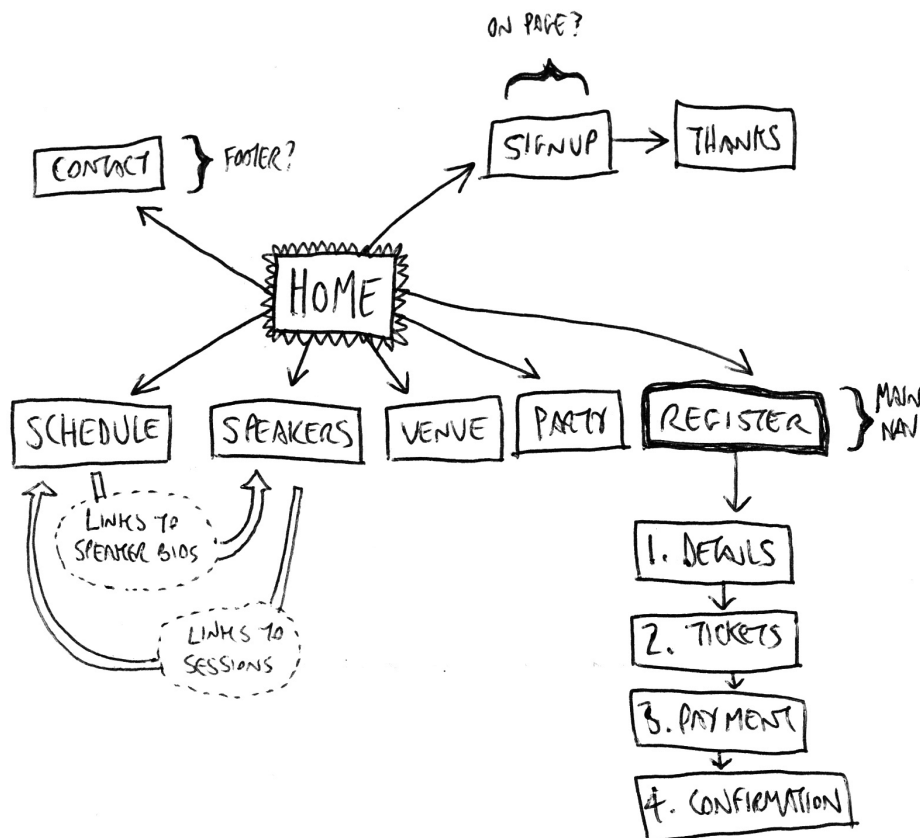 ON PAGE?
SIGNUP
THANKS
CONTACT
FOOTER?
HOME
SCHEDULE
SPEAKERS
VENUE
PARTY
REGISTER
MAIN
NAV
LINKS TO
SPEAKER BIOS
LINKS TO
SESSIONS
1. DETAILS
2. TICKETS
3. PAYMENT
4. CONFIRMATION